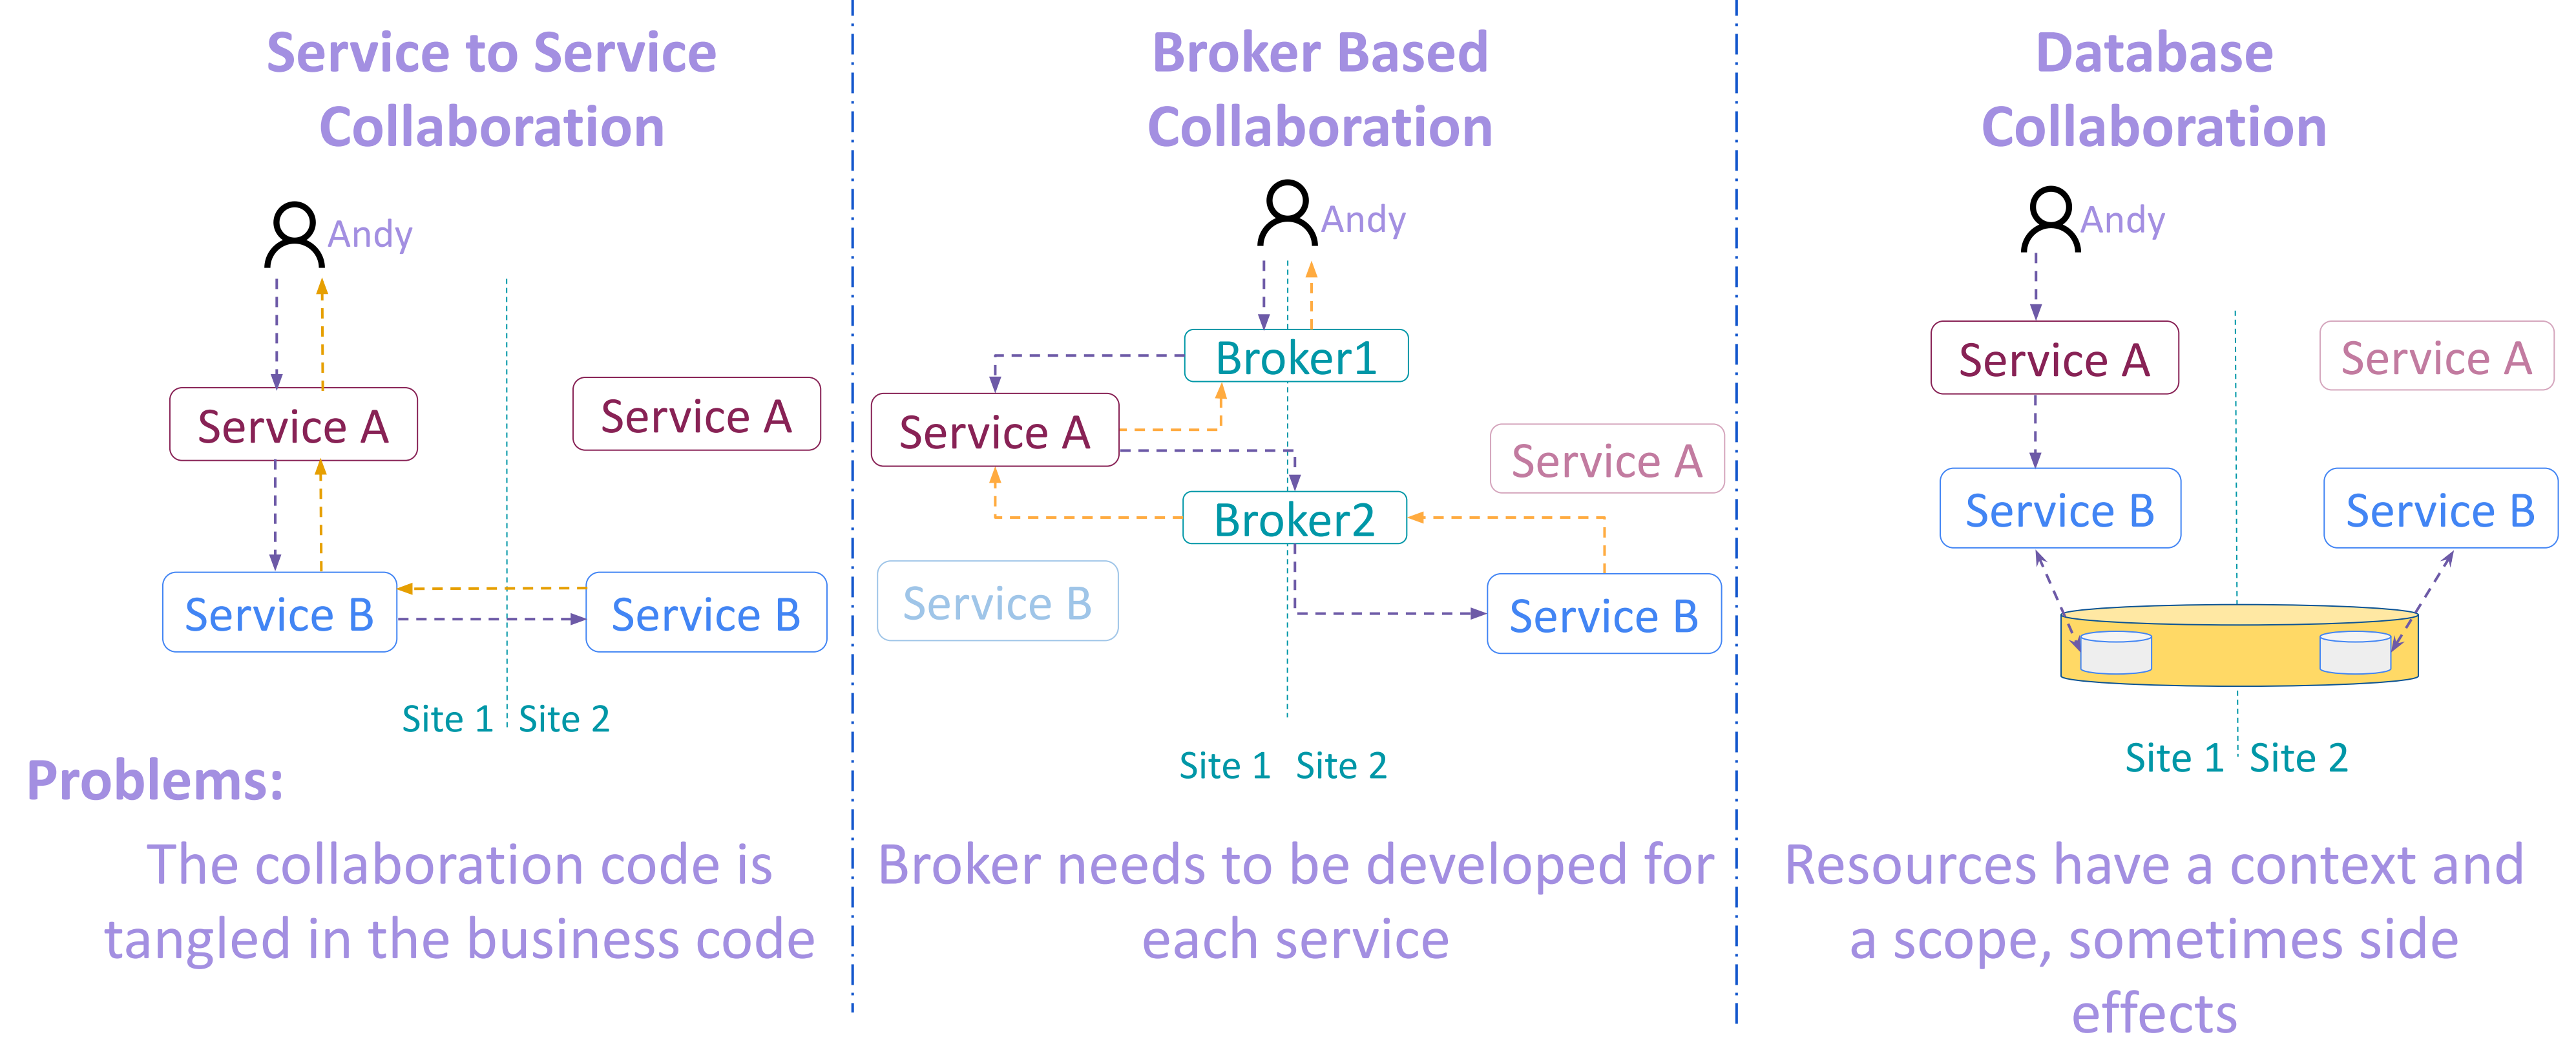 Service to Service
Collaboration
Andy
Service A
Service A
Service B
Service B
Site 1
Site 2
Problems:
The collaboration code is
tangled in the business code
Broker Based
Collaboration
Andy
Broker1
Service A
Service A
Broker2
Service B
Service B
Site 1
Site 2
Broker needs to be developed for
each service
Database
Collaboration
Andy
Service A
Service A
Service B
Service B
Site 1
Site 2
Resources have a context and
a scope, sometimes side
effects